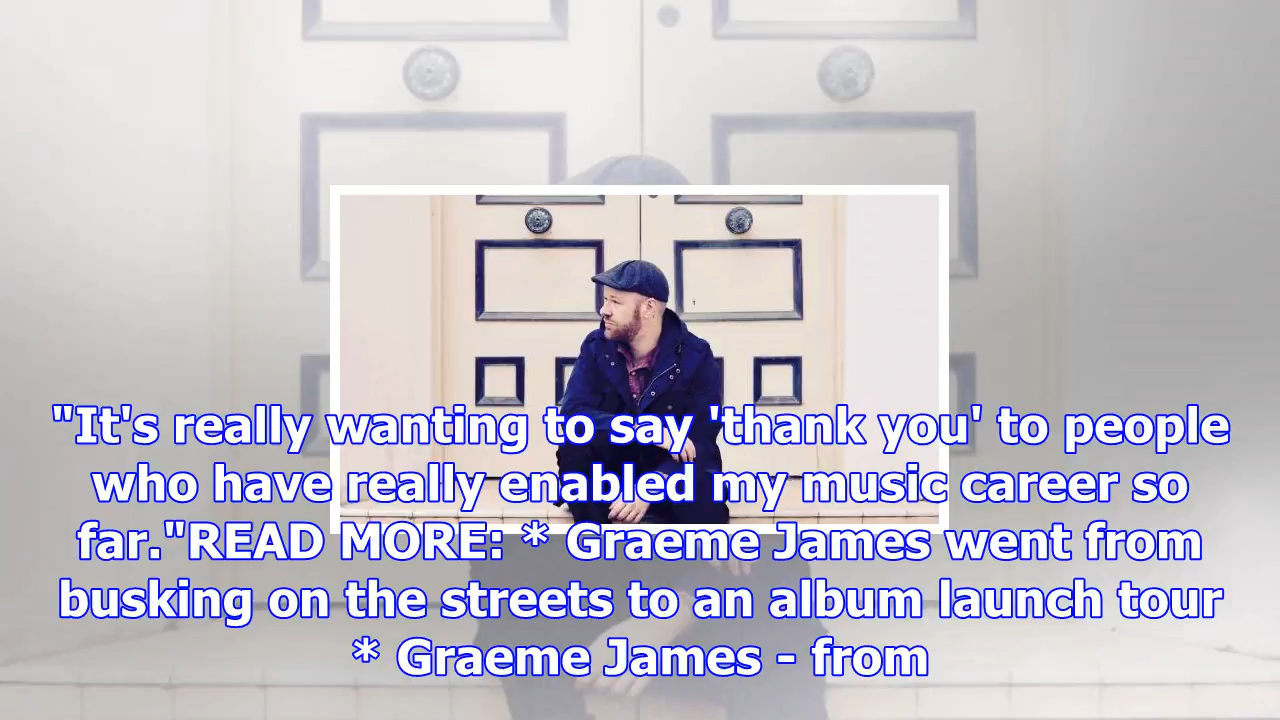 "It's really wanting to say 'thank you' to people
who have really enabled my music career so
far."READ MORE: * Graeme James went from
busking on the streets to an album launch tour
* Graeme James - from